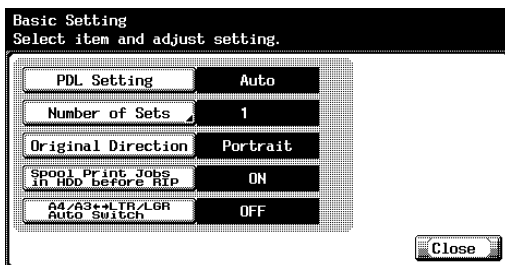 Basic Setting
Select item and adjust setting.
PDL Setting Auto
Number of Sets 1
Original Direction Portrait
Spool Print Jobs
in HDD before RIP ON
A4/A3↔LTR/LGR
Auto Switch OFF
Close